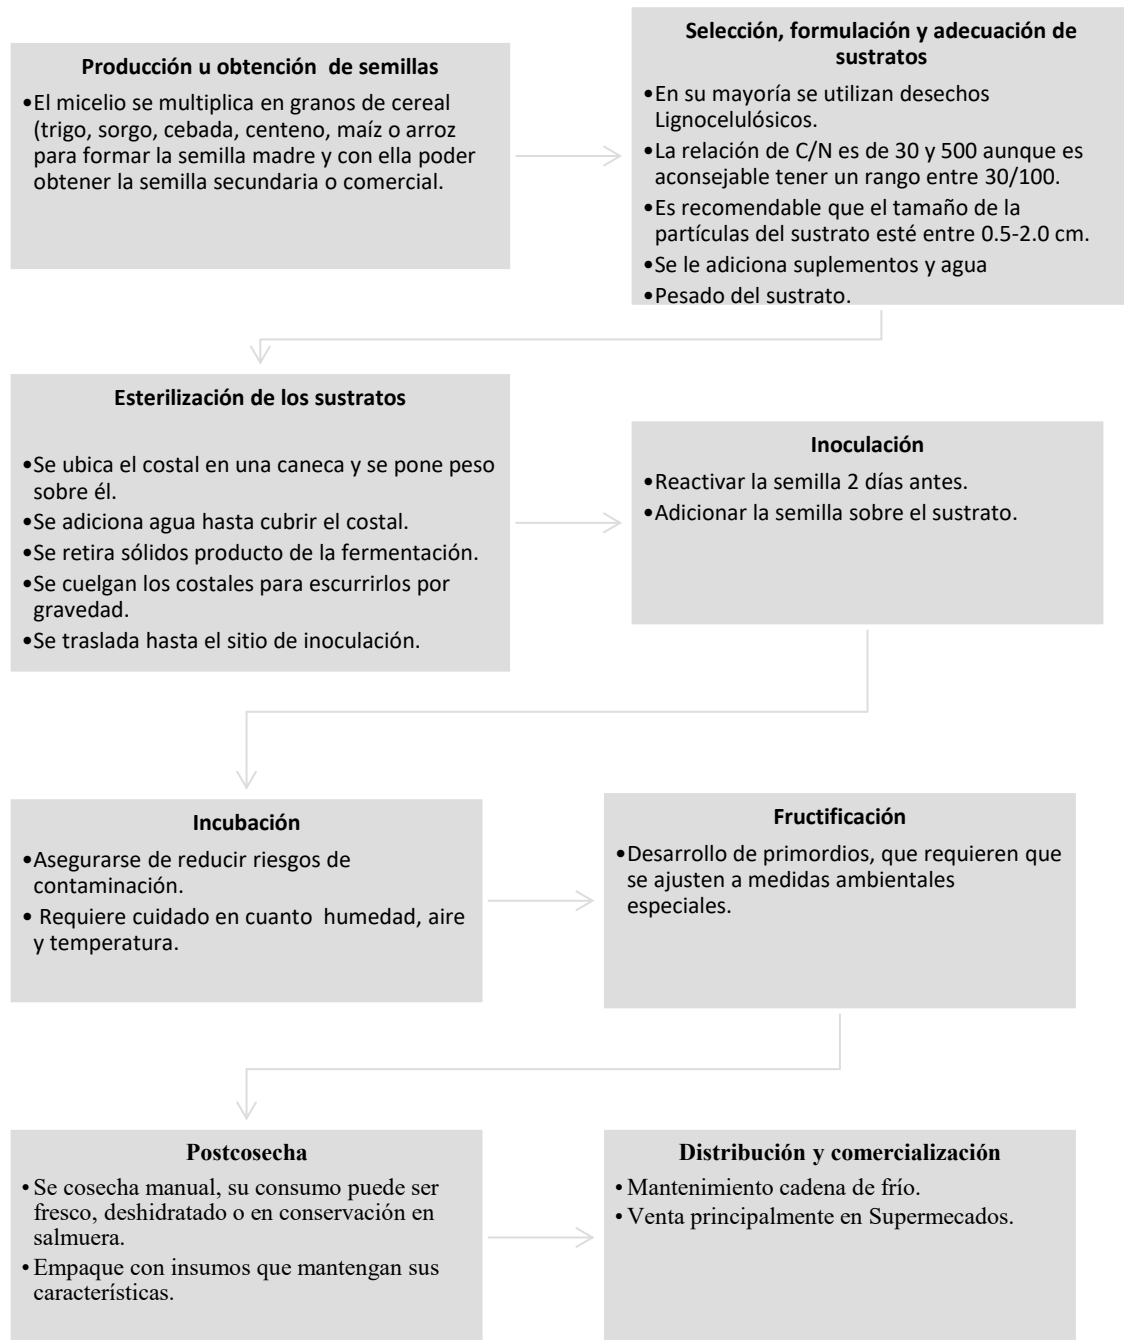 Producción u obtención de semillas
•El micelio se multiplica en granos de cereal
(trigo, sorgo, cebada, centeno, maíz o arroz
para formar la semilla madre y con ella poder
obtener la semilla secundaria o comercial.
Selección, formulación y adecuación de
sustratos
•En su mayoría se utilizan desechos
Lignocelulósicos.
•La relación de C/N es de 30 y 500 aunque es
aconsejable tener un rango entre 30/100.
•Es recomendable que el tamaño de la
partículas del sustrato esté entre 0.5-2.0 cm.
•Se le adiciona suplementos y agua
•Pesado del sustrato.
Esterilización de los sustratos
•Se ubica el costal en una caneca y se pone peso
sobre él.
•Se adiciona agua hasta cubrir el costal.
•Se retira sólidos producto de la fermentación.
•Se cuelgan los costales para escurrirlos por
gravedad.
•Se traslada hasta el sitio de inoculación.
Inoculación
•Reactivar la semilla 2 días antes.
•Adicionar la semilla sobre el sustrato.
Incubación
•Asegurarse de reducir riesgos de
contaminación.
• Requiere cuidado en cuanto humedad, aire
y temperatura.
Fructificación
•Desarrollo de primordios, que requieren que
se ajusten a medidas ambientales
especiales.
Postcosecha
• Se cosecha manual, su consumo puede ser
fresco, deshidratado o en conservación en
salmuera.
• Empaque con insumos que mantengan sus
características.
Distribución y comercialización
• Mantenimiento cadena de frío.
• Venta principalmente en Supermecados.